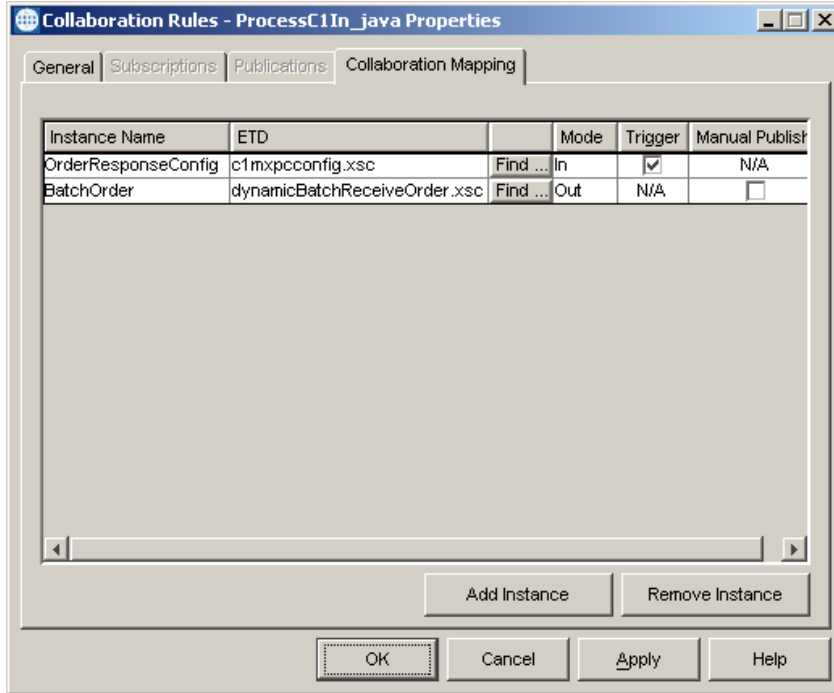 Collaboration Rules - ProcessC1In_java Properties
General Subscriptions Publications Collaboration Mapping
Instance Name ETD Mode Trigger Manual Publish
OrderResponseConfig c1mxpcconfig.xsc Find ... In N/A
BatchOrder dynamicBatchReceiveOrder.xsc Find ... Out N/A
Add Instance Remove Instance
OK Cancel Apply Help